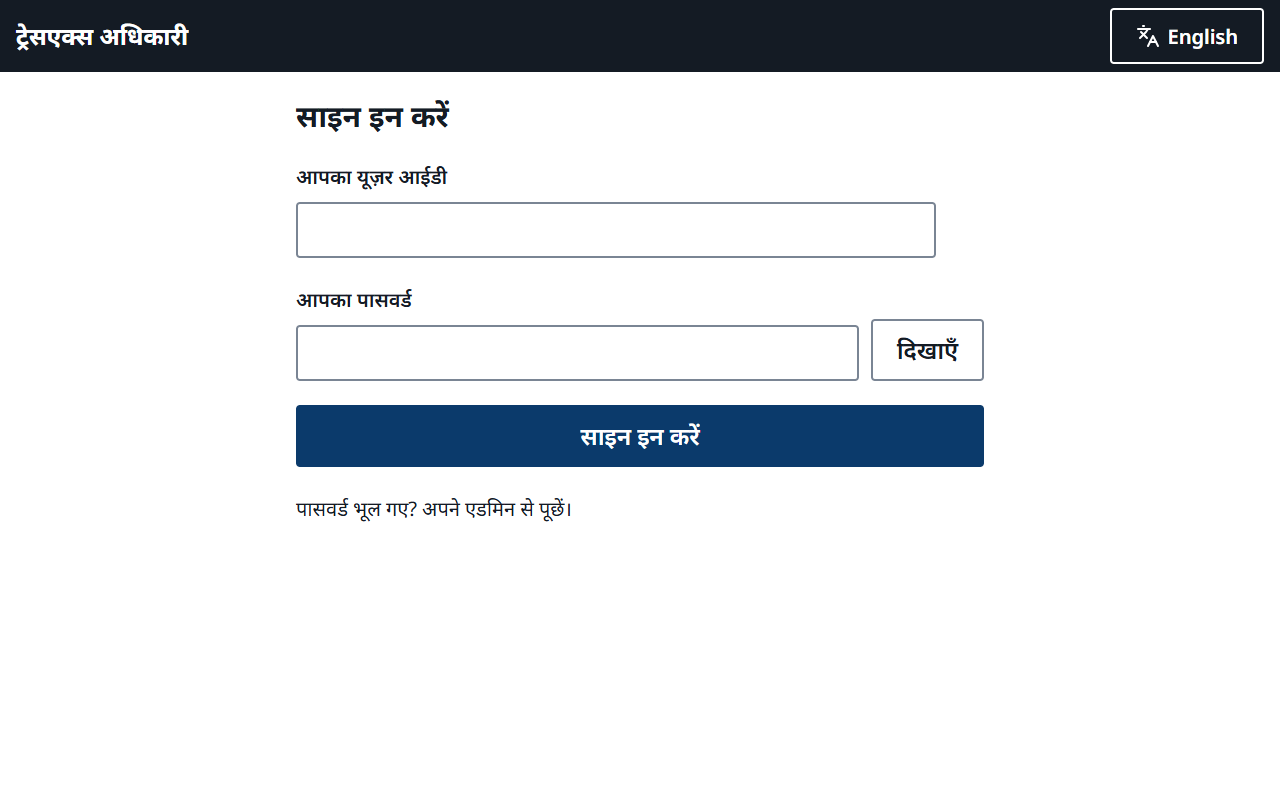 ट्रेसएक्स अधिकारी
English
साइन इन करें
आपका यूज़र आईडी
आपका पासवर्ड
दिखाएँ
साइन इन करें
पासवर्ड भूल गए? अपने एडमिन से पूछें।